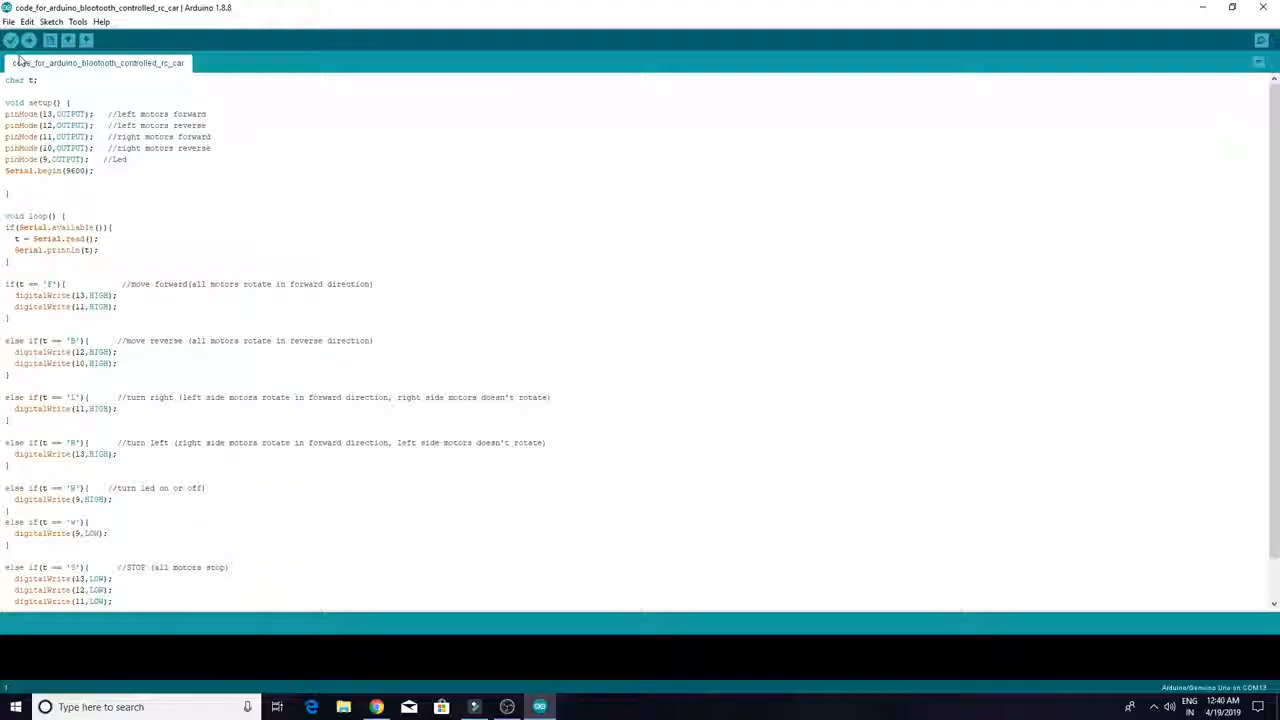 code_for_arduino_blootooth_controlled_rc_car | Arduino 1.8.8
File Edit Sketch Tools Help
code_for_arduino_blootooth_controlled_rc_car
char t;
void setup() {
pinMode(13,OUTPUT);   //left motors forward
pinMode(12,OUTPUT);   //left motors reverse
pinMode(11,OUTPUT);   //right motors forward
pinMode(10,OUTPUT);   //right motors reverse
pinMode(9,OUTPUT);   //Led
Serial.begin(9600);
}
void loop() {
if(Serial.available()){
  t = Serial.read();
  Serial.println(t);
}
if(t == 'F'){            //move forward(all motors rotate in forward direction)
  digitalWrite(13,HIGH);
  digitalWrite(11,HIGH);
}
else if(t == 'B'){      //move reverse (all motors rotate in reverse direction)
  digitalWrite(12,HIGH);
  digitalWrite(10,HIGH);
}
else if(t == 'L'){      //turn right (left side motors rotate in forward direction, right side motors doesn't rotate)
  digitalWrite(11,HIGH);
}
else if(t == 'R'){      //turn left (right side motors rotate in forward direction, left side motors doesn't rotate)
  digitalWrite(13,HIGH);
}
else if(t == 'W'){    //turn led on or off)
  digitalWrite(9,HIGH);
}
else if(t == 'w'){
  digitalWrite(9,LOW);
}
else if(t == 'S'){      //STOP (all motors stop)
  digitalWrite(13,LOW);
  digitalWrite(12,LOW);
  digitalWrite(11,LOW);
1
Arduino/Genuino Uno on COM13
Type here to search
ENG
IN
12:40 AM
4/19/2019